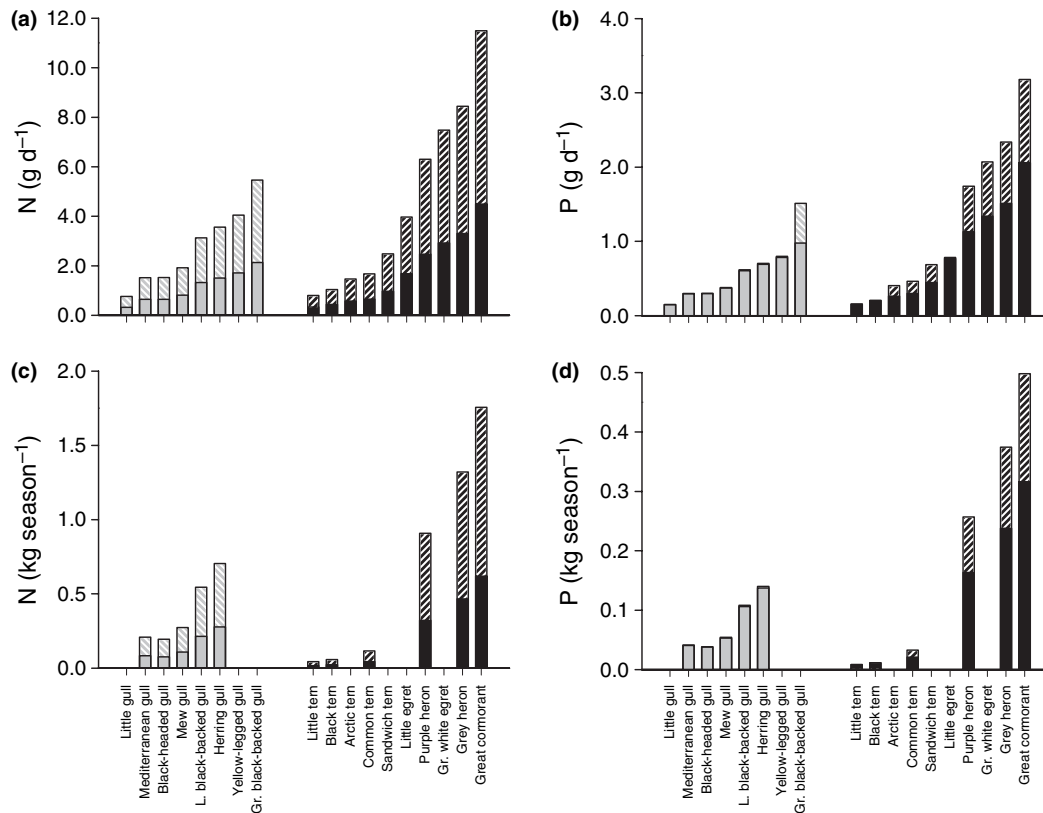 (a)
12.0
10.0
8.0
6.0
4.0
2.0
0.0
N (g d⁻¹)
(b)
4.0
3.0
2.0
1.0
0.0
P (g d⁻¹)
(c)
2.0
1.5
1.0
0.5
0.0
N (kg season⁻¹)
Little gull
Mediterranean gull
Black-headed gull
Mew gull
L. black-backed gull
Herring gull
Yellow-legged gull
Gr. black-backed gull
Little tern
Black tern
Arctic tern
Common tern
Sandwich tern
Little egret
Purple heron
Gr. white egret
Grey heron
Great cormorant
(d)
0.5
0.4
0.3
0.2
0.1
0.0
P (kg season⁻¹)
Little gull
Mediterranean gull
Black-headed gull
Mew gull
L. black-backed gull
Herring gull
Yellow-legged gull
Gr. black-backed gull
Little tern
Black tern
Arctic tern
Common tern
Sandwich tern
Little egret
Purple heron
Gr. white egret
Grey heron
Great cormorant